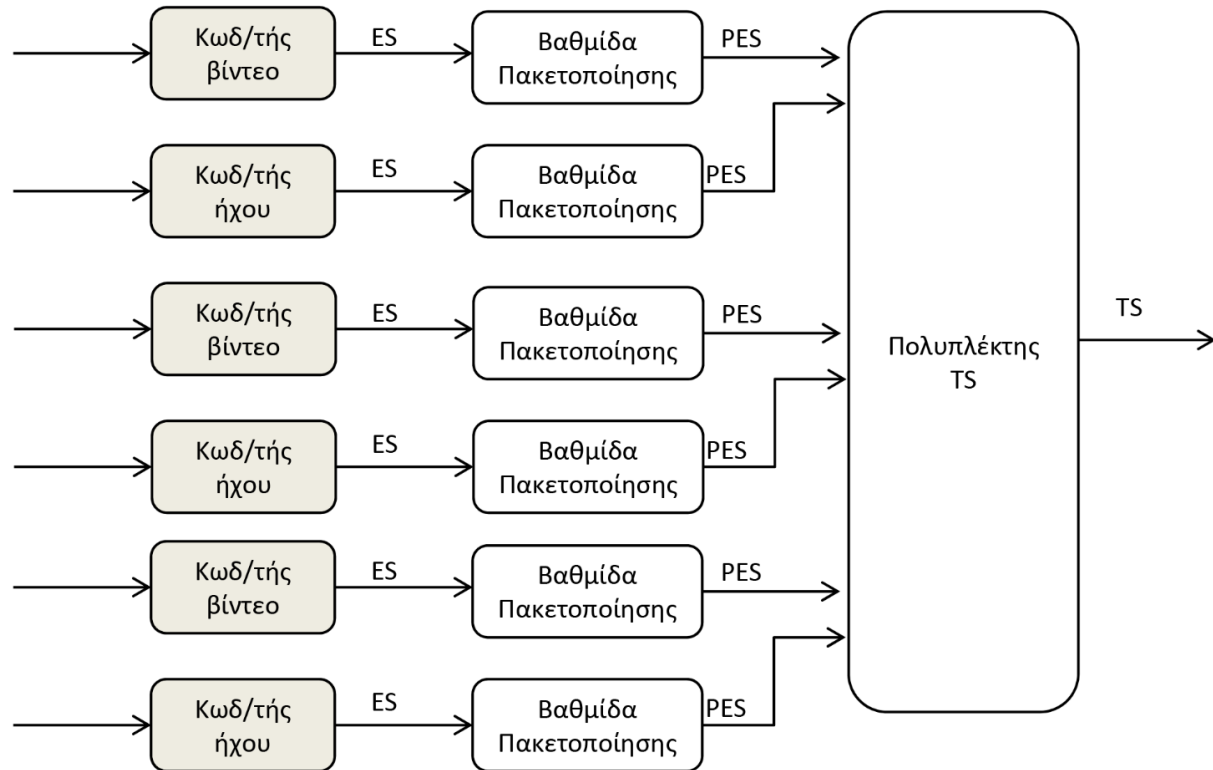 Κωδ/τής
βίντεο
ES
Βαθμίδα
Πακετοποίησης
PES
Κωδ/τής
ήχου
ES
Βαθμίδα
Πακετοποίησης
PES
Κωδ/τής
βίντεο
ES
Βαθμίδα
Πακετοποίησης
PES
Κωδ/τής
ήχου
ES
Βαθμίδα
Πακετοποίησης
PES
Κωδ/τής
βίντεο
ES
Βαθμίδα
Πακετοποίησης
PES
Κωδ/τής
ήχου
ES
Βαθμίδα
Πακετοποίησης
PES
Πολυπλέκτης
TS
TS